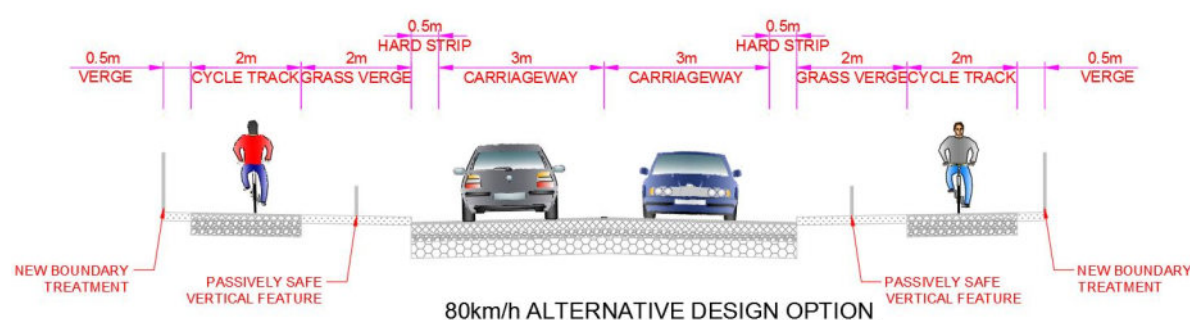 0.5m
VERGE
2m
CYCLE TRACK
2m
GRASS VERGE
0.5m
HARD STRIP
3m
CARRIAGEWAY
3m
CARRIAGEWAY
0.5m
HARD STRIP
2m
GRASS VERGE
2m
CYCLE TRACK
0.5m
VERGE
NEW BOUNDARY
TREATMENT
PASSIVELY SAFE
VERTICAL FEATURE
PASSIVELY SAFE
VERTICAL FEATURE
NEW BOUNDARY
TREATMENT
80km/h ALTERNATIVE DESIGN OPTION